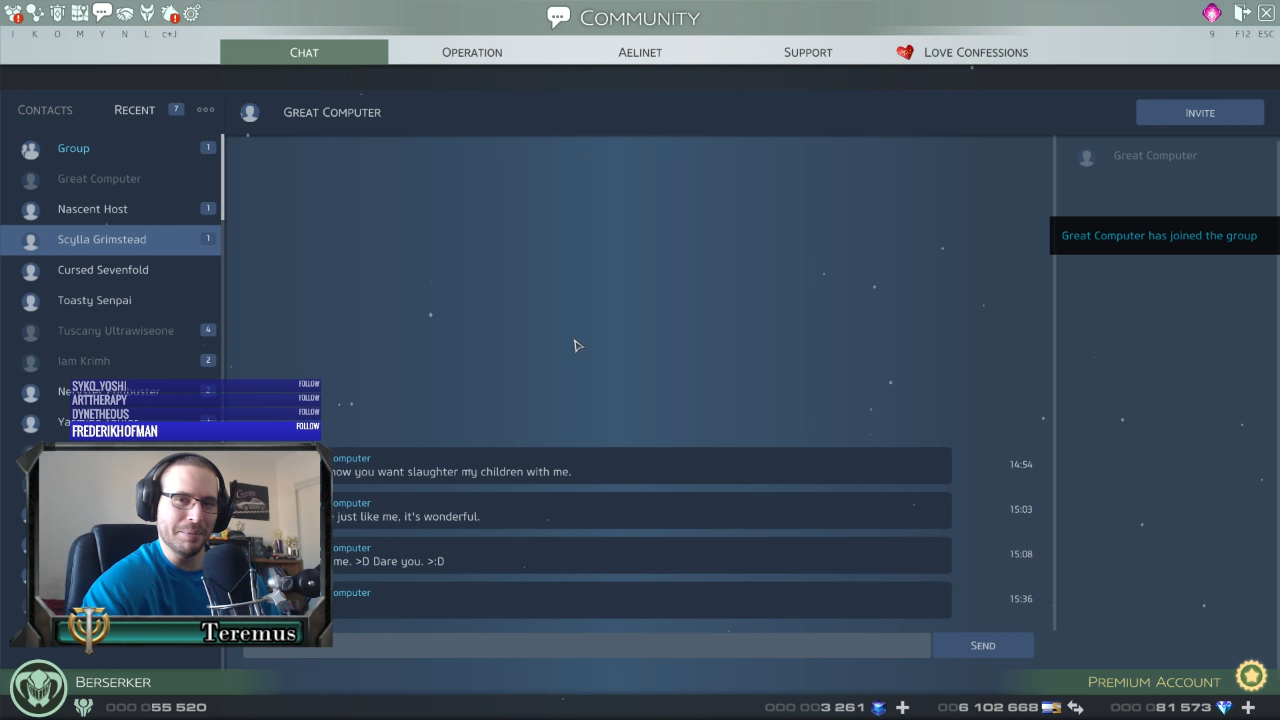 COMMUNITY
I K O M Y N L C+J
9 F12 ESC
CHAT OPERATION AELINET SUPPORT LOVE CONFESSIONS
CONTACTS RECENT 7
GREAT COMPUTER
INVITE
Group 1
Great Computer
Nascent Host 1
Scylla Grimstead 1
Cursed Sevenfold
Toasty Senpai
Tuscany Ultrawiseone 4
Iam Krimh 2
Great Computer
Great Computer has joined the group
SYKO_YOSHI FOLLOW
ARTTHERAPY FOLLOW
DYNETHEOUS FOLLOW
FREDERIKHOFMAN FOLLOW
omputer
now you want slaughter my children with me. 14:54
omputer
just like me, it's wonderful. 15:03
omputer
me. >D Dare you. >:D 15:08
omputer
15:36
SEND
Teremus
BERSERKER
000 055 520
PREMIUM ACCOUNT
000 003 261 006 102 668 000 081 573